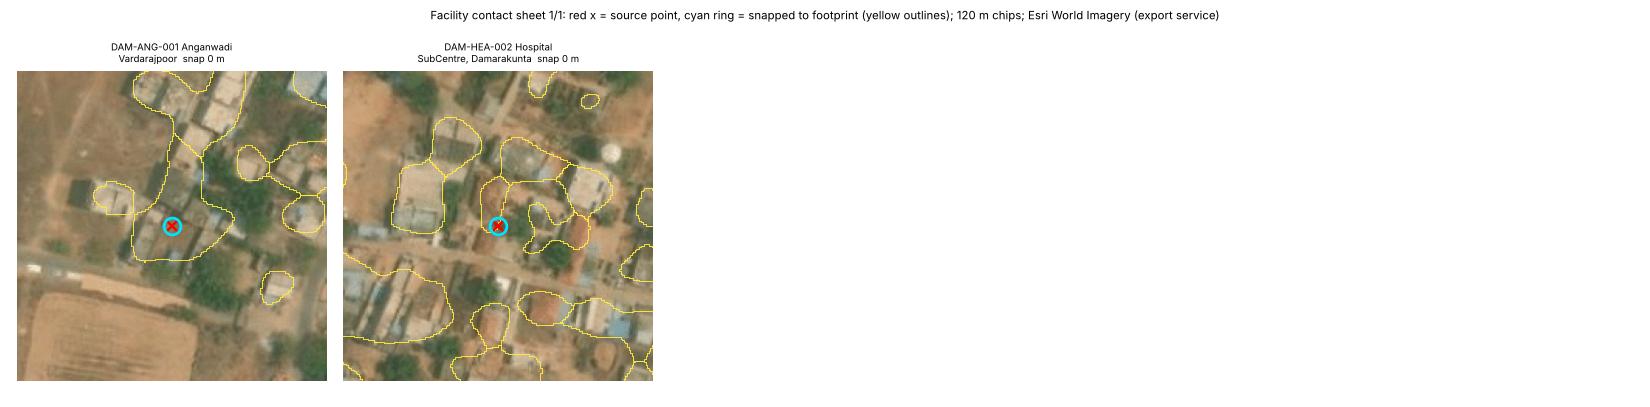 Facility contact sheet 1/1: red x = source point, cyan ring = snapped to footprint (yellow outlines); 120 m chips; Esri World Imagery (export service)
DAM-ANG-001 Anganwadi
Vardarajpoor  snap 0 m
DAM-HEA-002 Hospital
SubCentre, Damarakunta  snap 0 m